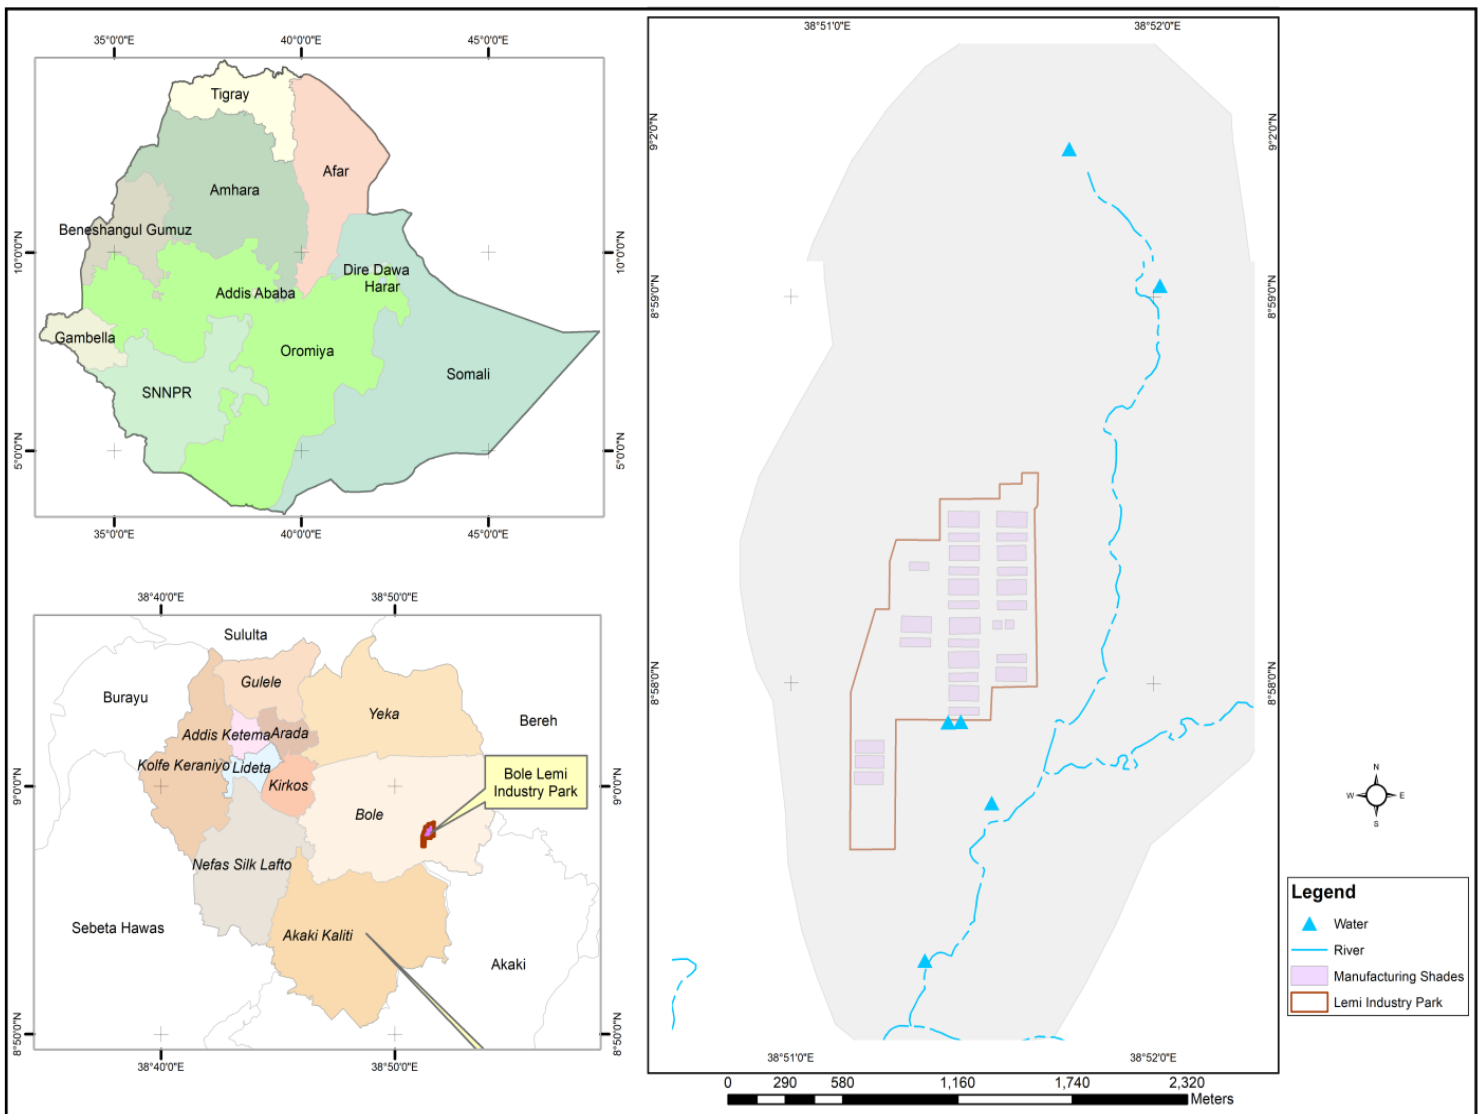 35°0'0"E 40°0'0"E 45°0'0"E
10°0'0"N
5°0'0"N
Tigray
Afar
Amhara
Beneshangul Gumuz
Dire Dawa
Harar
Addis Ababa
Gambella
Oromiya
Somali
SNNPR
10°0'0"N
5°0'0"N
35°0'0"E 40°0'0"E 45°0'0"E
38°40'0"E 38°50'0"E
9°0'0"N
8°50'0"N
Sululta
Burayu
Gulele
Yeka
Bereh
Addis Ketema
Arada
Kolfe Keraniyo
Lideta
Kirkos
Bole Lemi
Industry Park
Bole
Nefas Silk Lafto
Sebeta Hawas
Akaki Kaliti
Akaki
9°0'0"N
8°50'0"N
38°40'0"E 38°50'0"E
38°51'0"E 38°52'0"E
9°2'0"N
8°59'0"N
8°58'0"N
9°2'0"N
8°59'0"N
8°58'0"N
38°51'0"E 38°52'0"E
0 290 580 1,160 1,740 2,320
Meters
N
W E
S
Legend
Water
River
Manufacturing Shades
Lemi Industry Park